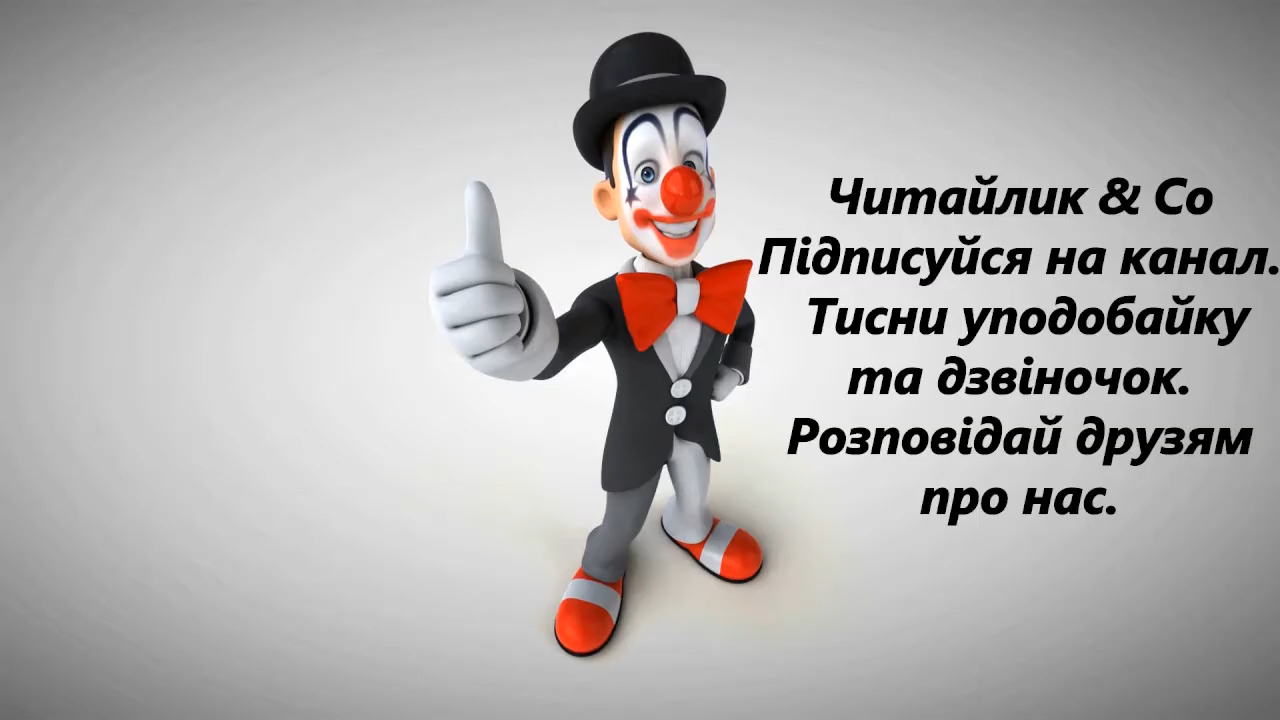 Читайлик & Co
Підписуйся на канал.
Тисни уподобайку
та дзвіночок.
Розповідай друзям
про нас.